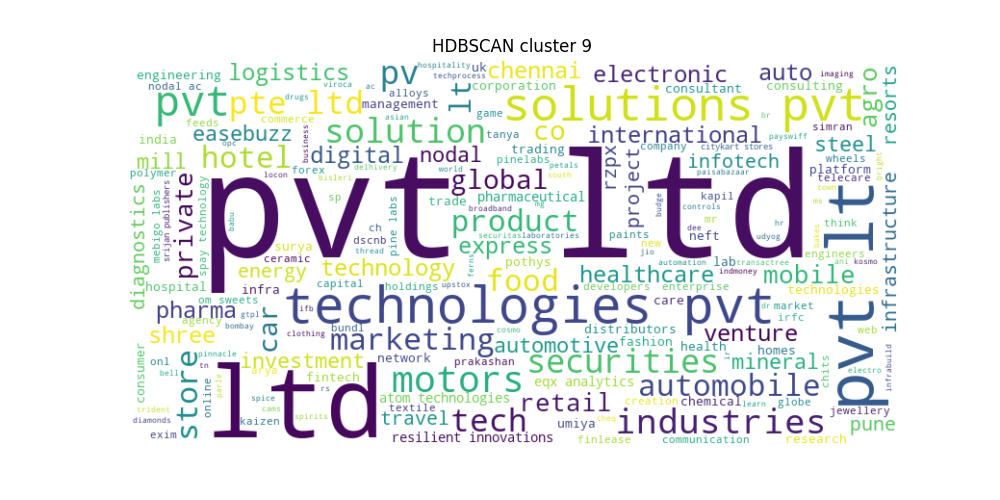 HDBSCAN cluster 9
engineering
logistics
pv
hospitality
techprocess
uk
chennai
electronic
auto
imaging
agro
resorts
nodal ac
drugs
viroca
ac
alloys
management
lt
corporation
consultant
consulting
pvt
pte ltd
solutions pvt
feeds
commerce
asian
game
br
india
easebuzz
opc
business
solution
tanya
co
international
company
citykart stores
payswiff
simran
steel
mill
hotel
digital
nodal
trading
pinelabs
rzpx
project
infotech
platform
wheels
polymer
locon
forex
delhivery
world
petals
south
paisabazaar
telecare
bright
pvt ltd
global
private
mebigo labs
srijan publishers
spay technology
bisleri
sp
trade
pharmaceutical
budge
kapil
controls
town
ms
diagnostics
babu
pine labs
broadband
ng
product
paints
mr
hr
think
ch
dscnb
thread
securitas
laboratories
new
jio
dee
neft
udyog
bakes
engineers
surya
ceramic
express
pothys
automation
lab
transactree
ani
kosmo
infrastructure
energy
technology
ferns
food
healthcare
indmoney
mobile
hospital
infra
capital
holdings
upstox
developers
enterprise
technologies
pvt ltd
om sweets
pharma
gtpl
ifb
technologies pvt
care
dr
market
irfc
agency
bombay
car
bundl
cosmo
distributors
web
shree
clothing
marketing
automotive
fashion
health
venture
homes
consumer
onl
pinnacle
tn
investment
network
prakashan
securities
jr
mineral
chits
electro
infrabuild
bell
store
online
parle
arya
fintech
rs
motors
eqx analytics
automobile
ltd
trident
spice
cams
atom technologies
creation
chemical
learn
globe
jewellery
diamonds
kaizen
spirits
textile
travel
tech
retail
umiya
cheq
industries
pune
exim
resilient innovations
finlease
communication
research